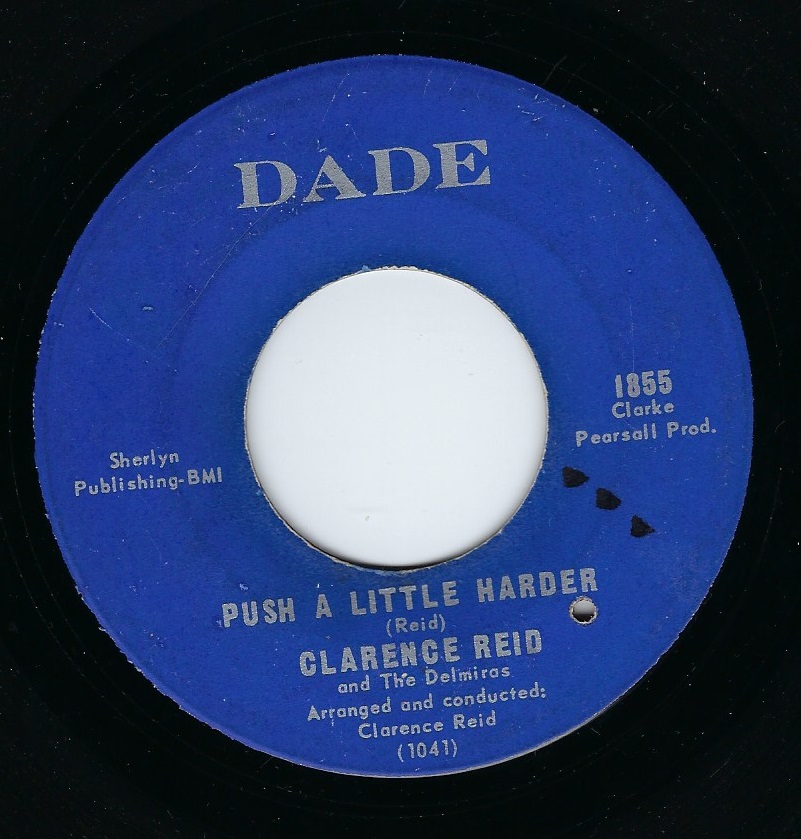 DADE
1855
Clarke
Pearsall Prod.
Sherlyn
Publishing-BMI
PUSH A LITTLE HARDER
(Reid)
CLARENCE REID
and The Delmiras
Arranged and conducted:
Clarence Reid
(1041)